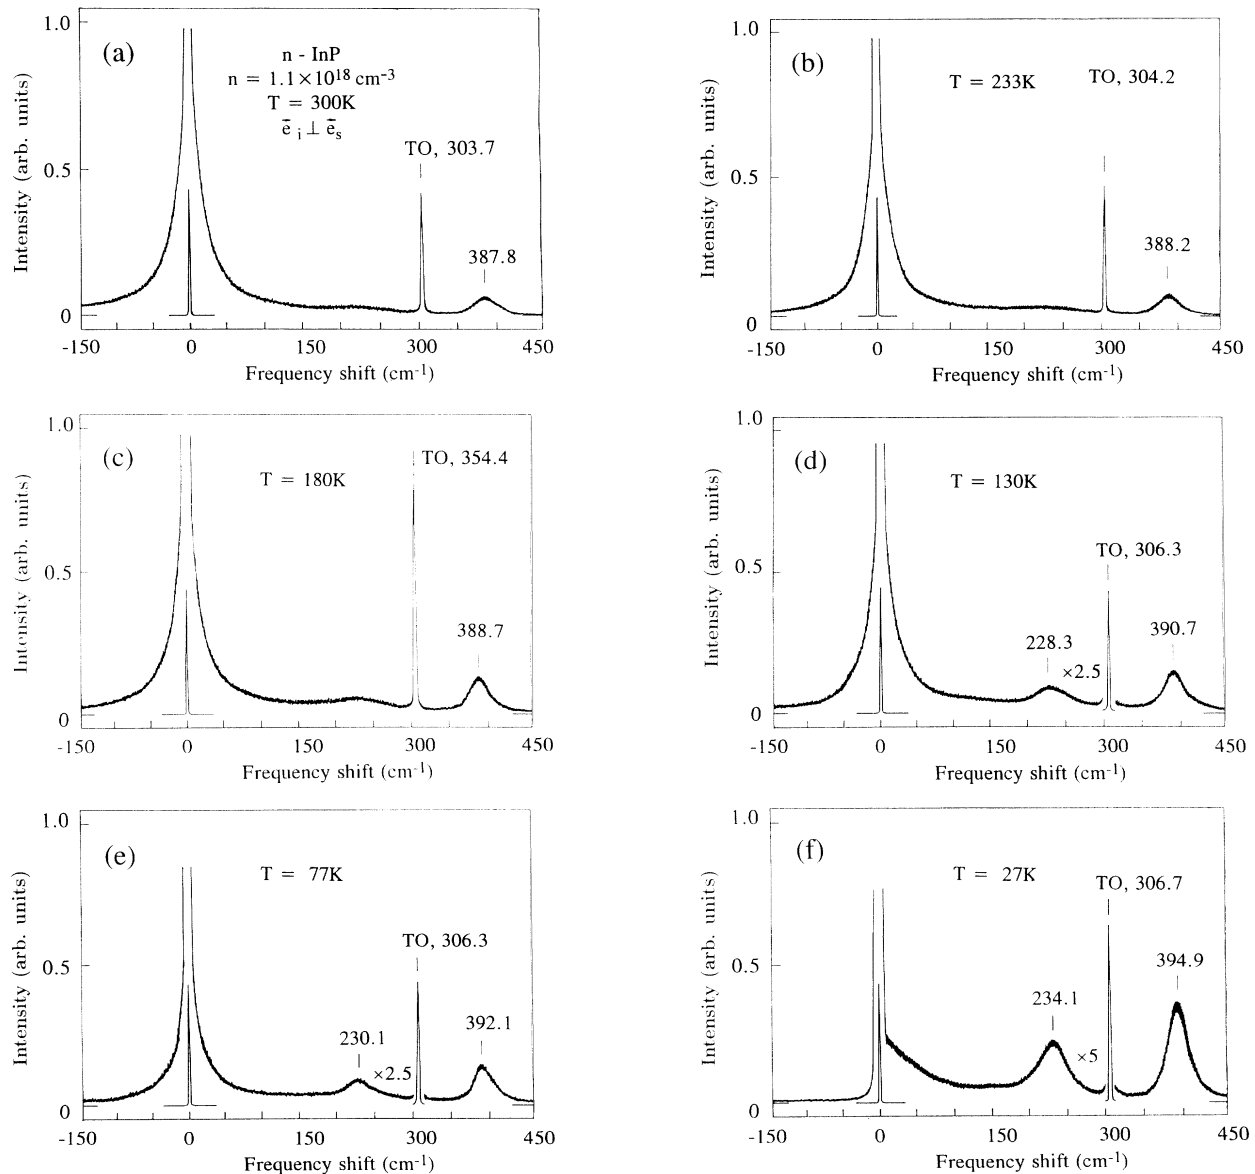 1.0
(a)
n - InP
n = 1.1×10¹⁸ cm⁻³
T = 300K
ē i ⊥ ē s
TO, 303.7
0.5
387.8
0
Intensity (arb. units)
-150 0 150 300 450
Frequency shift (cm⁻¹)
1.0
(b)
T = 233K
TO, 304.2
0.5
388.2
0
Intensity (arb. units)
-150 0 150 300 450
Frequency shift (cm⁻¹)
1.0
(c)
TO, 354.4
T = 180K
0.5
388.7
0
Intensity (arb. units)
-150 0 150 300 450
Frequency shift (cm⁻¹)
1.0
(d)
T = 130K
TO, 306.3
0.5
228.3
390.7
×2.5
0
Intensity (arb. units)
-150 0 150 300 450
Frequency shift (cm⁻¹)
1.0
(e)
T = 77K
TO, 306.3
0.5
230.1
392.1
×2.5
0
Intensity (arb. units)
-150 0 150 300 450
Frequency shift (cm⁻¹)
1.0
(f)
T = 27K
TO, 306.7
0.5
394.9
234.1
×5
0
Intensity (arb. units)
-150 0 150 300 450
Frequency shift (cm⁻¹)